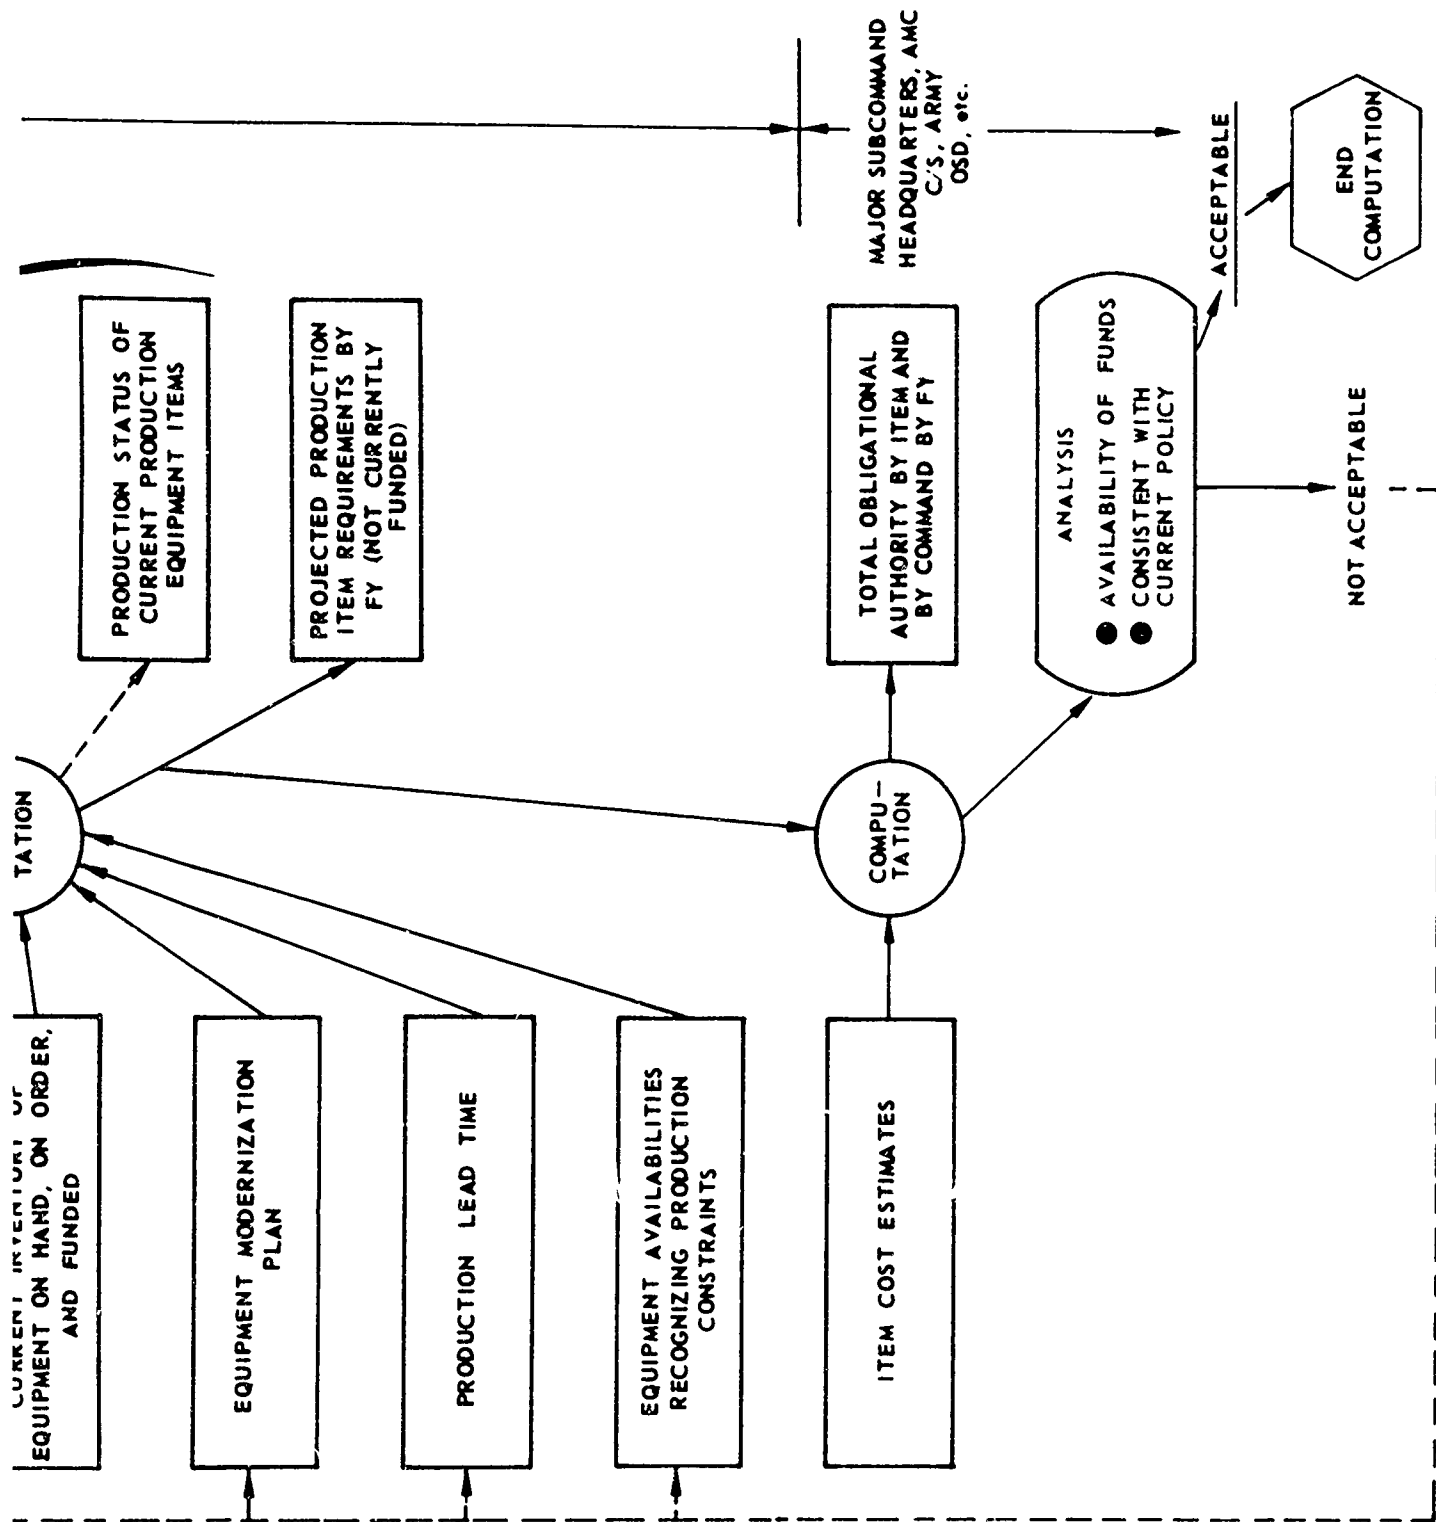 TATION
CURRENT INVENTORY OF
EQUIPMENT ON HAND, ON ORDER,
AND FUNDED
PRODUCTION STATUS OF
CURRENT PRODUCTION
EQUIPMENT ITEMS
EQUIPMENT MODERNIZATION
PLAN
PROJECTED PRODUCTION
ITEM REQUIREMENTS BY
FY (NOT CURRENTLY
FUNDED)
PRODUCTION LEAD TIME
EQUIPMENT AVAILABILITIES
RECOGNIZING PRODUCTION
CONSTRAINTS
ITEM COST ESTIMATES
COMPU-
TATION
TOTAL OBLIGATIONAL
AUTHORITY BY ITEM AND
BY COMMAND BY FY
MAJOR SUBCOMMAND
HEADQUARTERS, AMC
C/S, ARMY
OSD, etc.
ANALYSIS
● AVAILABILITY OF FUNDS
● CONSISTENT WITH
CURRENT POLICY
ACCEPTABLE
END
COMPUTATION
NOT ACCEPTABLE